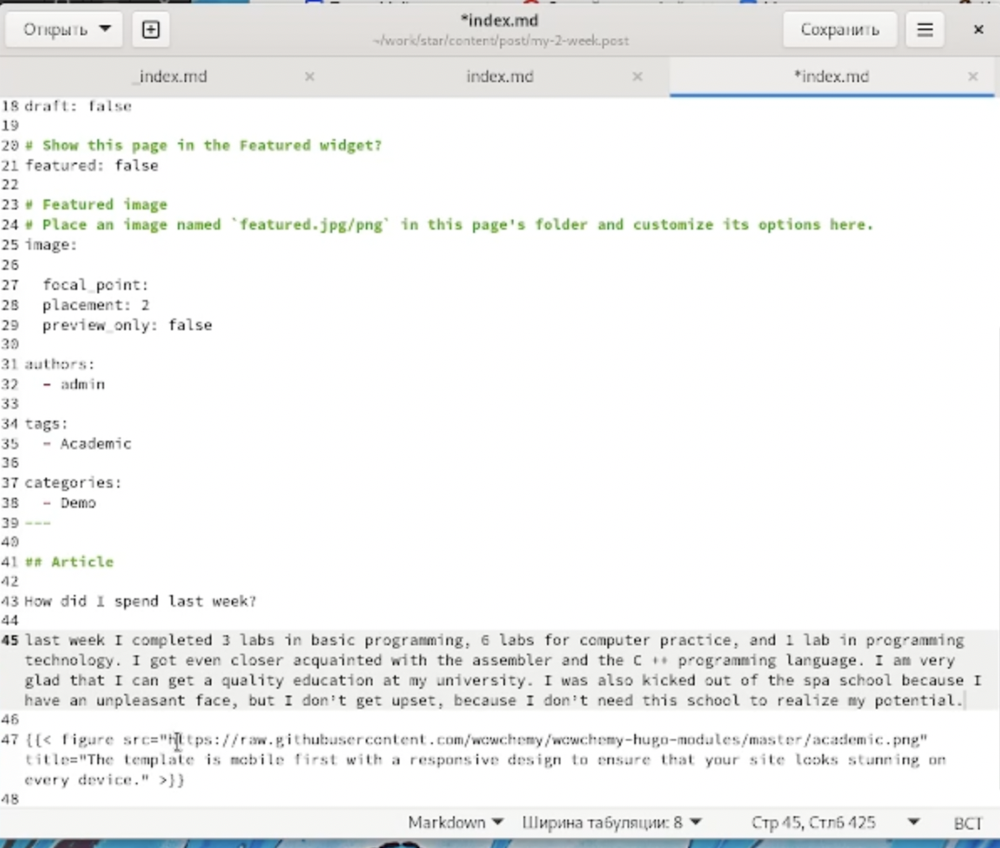 Открыть
*index.md
~/work/star/content/post/my-2-week.post
Сохранить
_index.md
index.md
*index.md
18 draft: false
19
20 # Show this page in the Featured widget?
21 featured: false
22
23 # Featured image
24 # Place an image named `featured.jpg/png` in this page's folder and customize its options here.
25 image:
26
27 focal_point:
28 placement: 2
29 preview_only: false
30
31 authors:
32 - admin
33
34 tags:
35 - Academic
36
37 categories:
38 - Demo
39 ---
40
41 ## Article
42
43 How did I spend last week?
44
45 last week I completed 3 labs in basic programming, 6 labs for computer practice, and 1 lab in programming
technology. I got even closer acquainted with the assembler and the C ++ programming language. I am very
glad that I can get a quality education at my university. I was also kicked out of the spa school because I
have an unpleasant face, but I don't get upset, because I don't need this school to realize my potential.
46
47 {{< figure src="https://raw.githubusercontent.com/wowchemy/wowchemy-hugo-modules/master/academic.png"
title="The template is mobile first with a responsive design to ensure that your site looks stunning on
every device." >}}
48
Markdown
Ширина табуляции: 8
Стр 45, Стлб 425
ВСТ